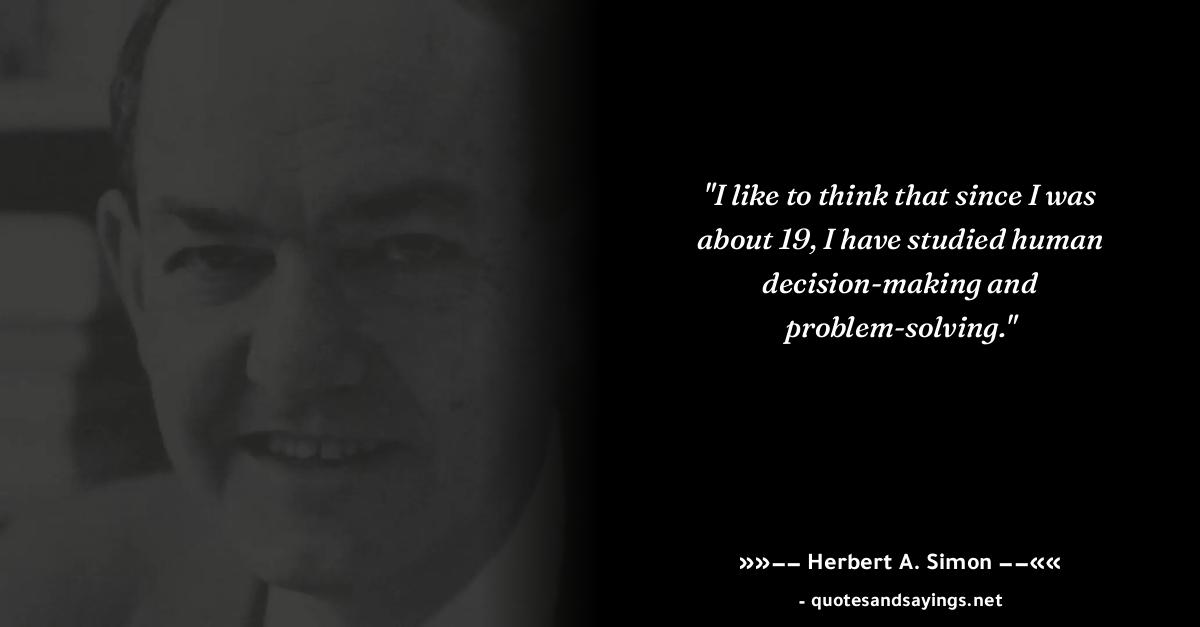 "I like to think that since I was
about 19, I have studied human
decision-making and
problem-solving."
»»–– Herbert A. Simon ––««
- quotesandsayings.net